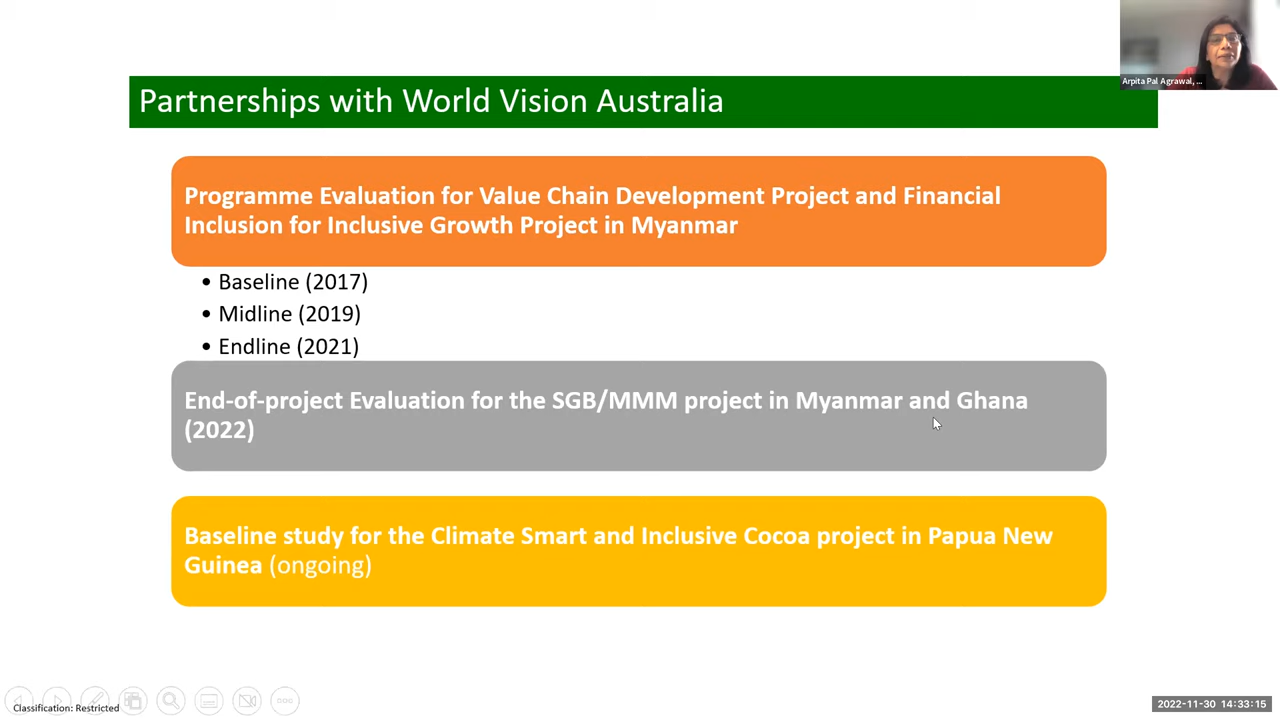 Arpita Pal Agrawal, ...
Partnerships with World Vision Australia
Programme Evaluation for Value Chain Development Project and Financial
Inclusion for Inclusive Growth Project in Myanmar
• Baseline (2017)
• Midline (2019)
• Endline (2021)
End-of-project Evaluation for the SGB/MMM project in Myanmar and Ghana
(2022)
Baseline study for the Climate Smart and Inclusive Cocoa project in Papua New
Guinea (ongoing)
Classification: Restricted
2022-11-30 14:33:15